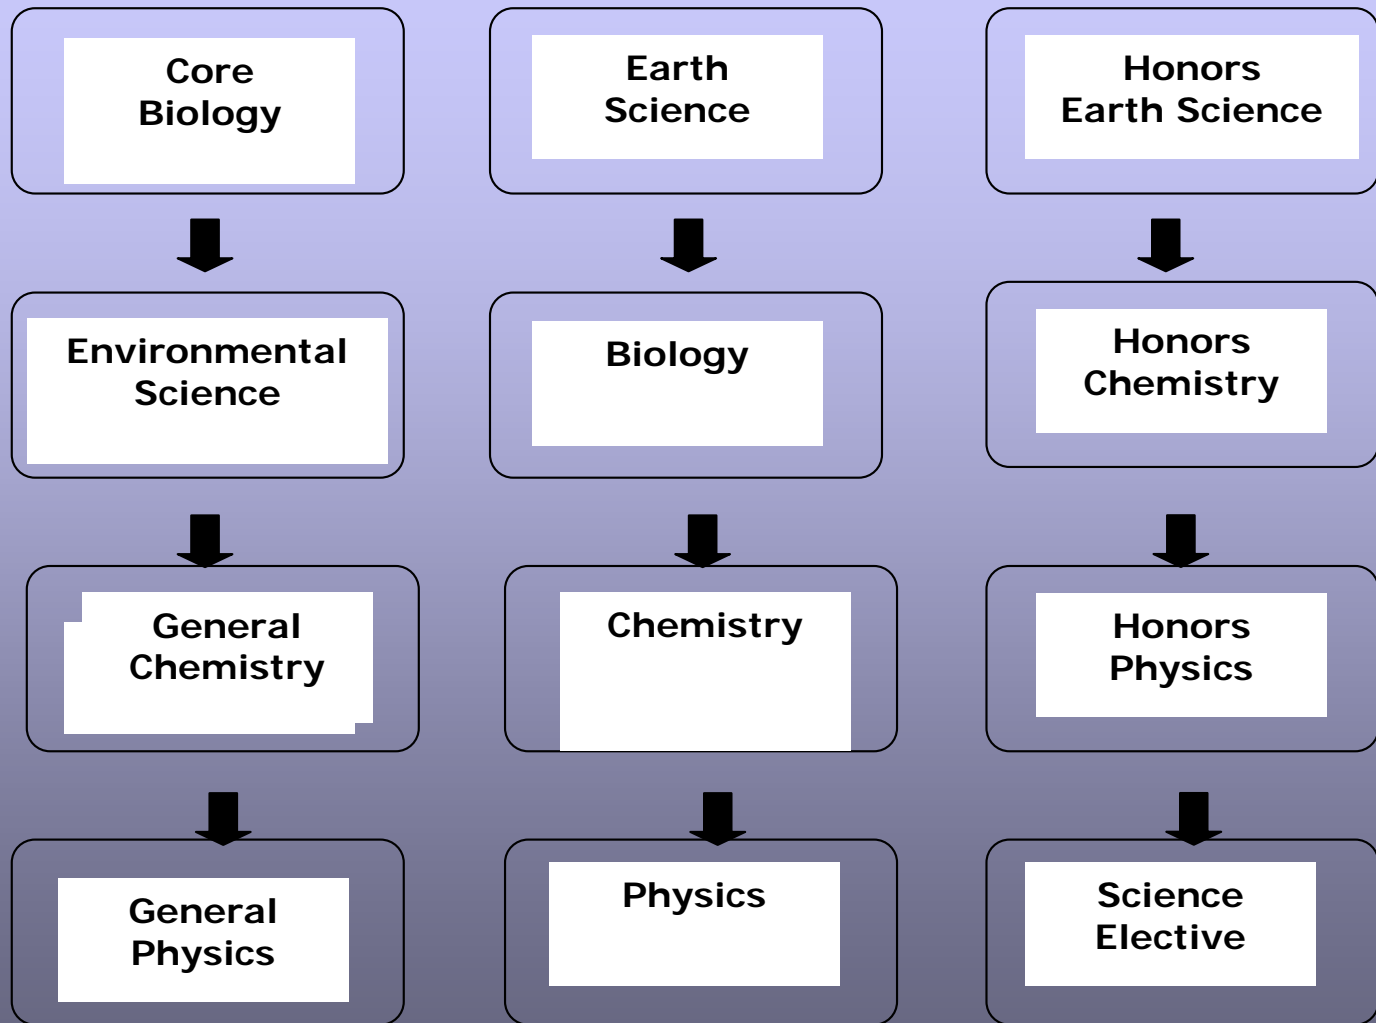 Core
Biology
Earth
Science
Honors
Earth Science
Environmental
Science
Biology
Honors
Chemistry
General
Chemistry
Chemistry
Honors
Physics
General
Physics
Physics
Science
Elective